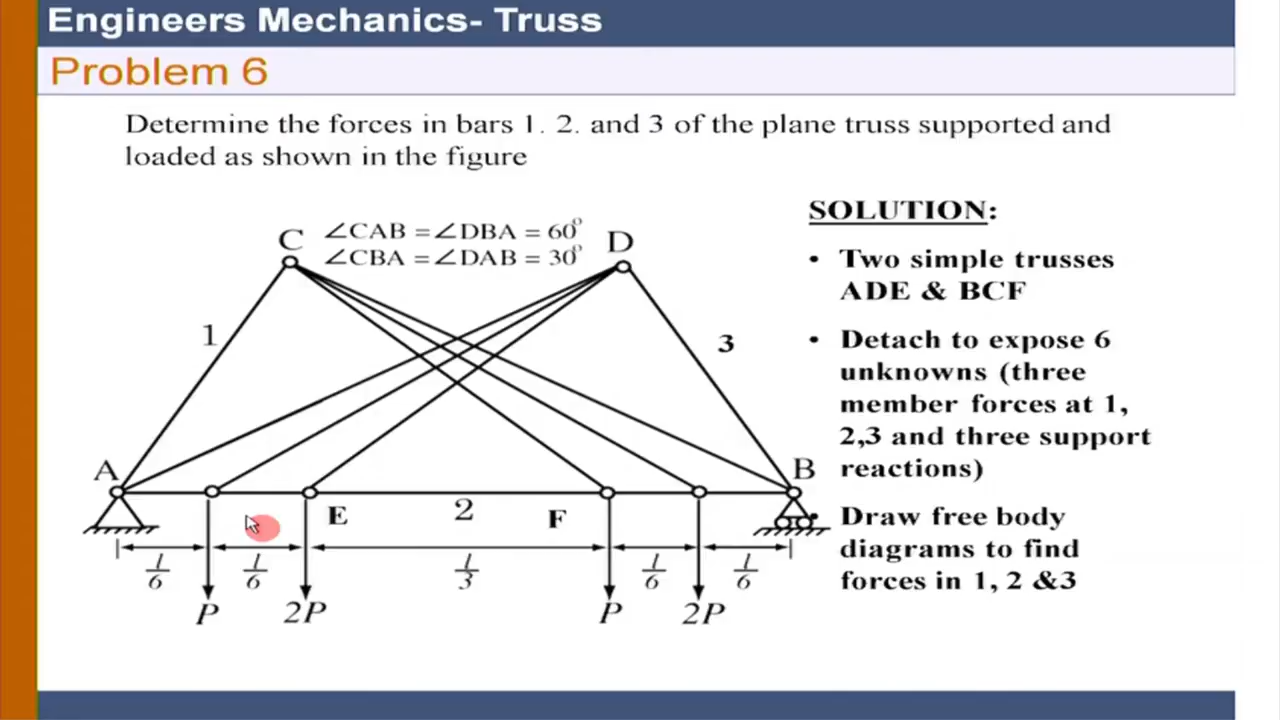 Engineers Mechanics- Truss
Problem 6
Determine the forces in bars 1. 2. and 3 of the plane truss supported and
loaded as shown in the figure
C
∠CAB =∠DBA = 60°
∠CBA =∠DAB = 30°
D
1
3
A
B
E
2
F
l/6
l/6
l/3
l/6
l/6
P
2P
P
2P
SOLUTION:
• Two simple trusses
ADE & BCF
• Detach to expose 6
unknowns (three
member forces at 1,
2,3 and three support
reactions)
• Draw free body
diagrams to find
forces in 1, 2 &3